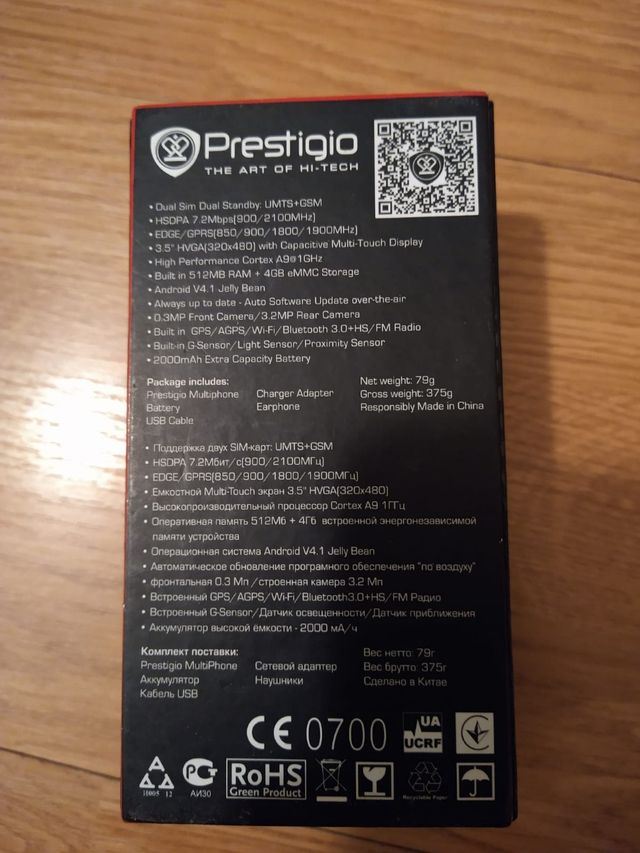 Prestigio
THE ART OF HI-TECH
• Dual Sim Dual Standby: UMTS+GSM
• HSDPA 7.2Mbps(900/2100MHz)
• EDGE/GPRS(850/900/1800/1900MHz)
• 3.5" HVGA(320x480) with Capacitive Multi-Touch Display
• High Performance Cortex A9@1GHz
• Built in 512MB RAM + 4GB eMMC Storage
• Android V4.1 Jelly Bean
• Always up to date - Auto Software Update over-the-air
• 0.3MP Front Camera/3.2MP Rear Camera
• Built in GPS/AGPS/Wi-Fi/Bluetooth 3.0+HS/FM Radio
• Built-in G-Sensor/Light Sensor/Proximity Sensor
• 2000mAh Extra Capacity Battery
Package includes:
Prestigio Multiphone
Battery
USB Cable
Charger Adapter
Earphone
Net weight: 79g
Gross weight: 375g
Responsibly Made in China
• Поддержка двух SIM-карт: UMTS+GSM
• HSDPA 7.2Мбит/с(900/2100МГц)
• EDGE/GPRS(850/900/1800/1900МГц)
• Емкостной Multi-Touch экран 3.5" HVGA(320x480)
• Высокопроизводительный процессор Cortex A9 1ГГц
• Оперативная память 512Мб + 4Гб встроенной энергонезависимой
памяти устройства
• Операционная система Android V4.1 Jelly Bean
• Автоматическое обновление програмного обеспечения "по воздуху"
• фронтальная 0.3 Мп /строенная камера 3.2 Мп
• Встроенный GPS/AGPS/Wi-Fi/Bluetooth3.0+HS/FM Радио
• Встроенный G-Sensor/Датчик освещенности/Датчик приближения
• Аккумулятор высокой ёмкости - 2000 мА/ч
Комплект поставки:
Prestigio MultiPhone
Аккумулятор
Кабель USB
Сетевой адаптер
Наушники
Вес нетто: 79г
Вес брутто: 375г
Сделано в Китае
CE 0700
UA
UCRF
10005 12
АИ30
RoHS
Green Product
Recyclable Paper